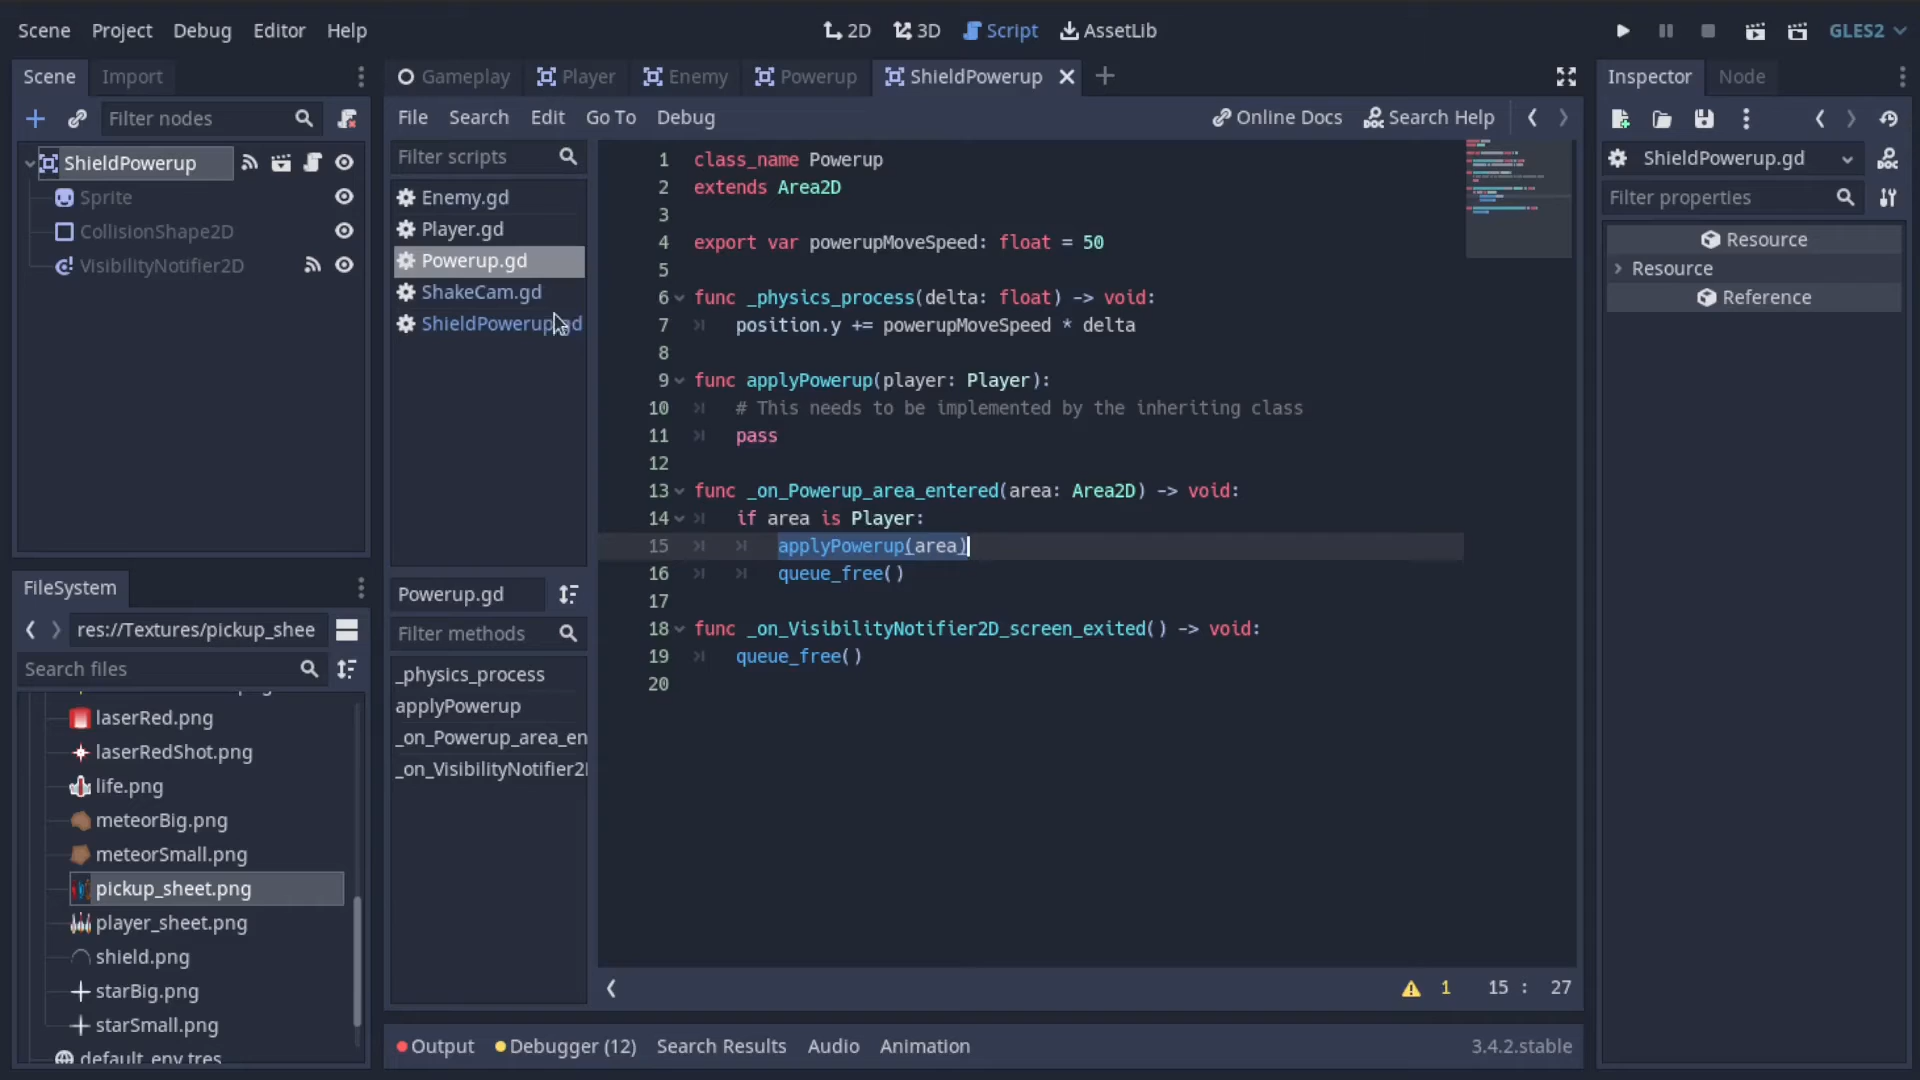 Scene Project Debug Editor Help
2D 3D Script AssetLib
GLES2
Scene Import
Filter nodes
ShieldPowerup
Sprite
CollisionShape2D
VisibilityNotifier2D
FileSystem
res://Textures/pickup_shee
Search files
laserRed.png
laserRedShot.png
life.png
meteorBig.png
meteorSmall.png
pickup_sheet.png
player_sheet.png
shield.png
starBig.png
starSmall.png
default_env.tres
Gameplay Player Enemy Powerup ShieldPowerup
File Search Edit Go To Debug
Online Docs Search Help
Filter scripts
Enemy.gd
Player.gd
Powerup.gd
ShakeCam.gd
ShieldPowerup.gd
Powerup.gd
Filter methods
_physics_process
applyPowerup
_on_Powerup_area_en
_on_VisibilityNotifier2
1 class_name Powerup
2 extends Area2D
3
4 export var powerupMoveSpeed: float = 50
5
6 func _physics_process(delta: float) -> void:
7 position.y += powerupMoveSpeed * delta
8
9 func applyPowerup(player: Player):
10 # This needs to be implemented by the inheriting class
11 pass
12
13 func _on_Powerup_area_entered(area: Area2D) -> void:
14 if area is Player:
15 applyPowerup(area)
16 queue_free()
17
18 func _on_VisibilityNotifier2D_screen_exited() -> void:
19 queue_free()
20
1 15 : 27
Output Debugger (12) Search Results Audio Animation
3.4.2.stable
Inspector Node
ShieldPowerup.gd
Filter properties
Resource
Resource
Reference